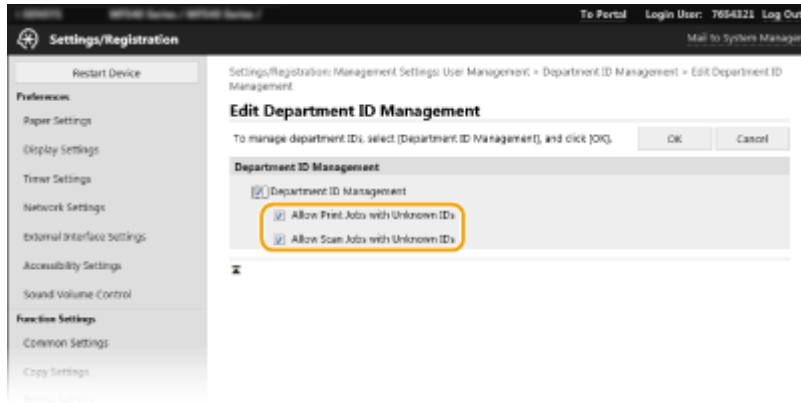 To Portal Login User: 7654321 Log Out
Settings/Registration
Mail to System Manager
Restart Device
Preferences
Paper Settings
Display Settings
Timer Settings
Network Settings
External Interface Settings
Accessibility Settings
Sound Volume Control
Function Settings
Common Settings
Copy Settings
Settings/Registration: Management Settings: User Management > Department ID Management > Edit Department ID
Management
Edit Department ID Management
To manage department IDs, select [Department ID Management], and click [OK].
OK
Cancel
Department ID Management
Department ID Management
Allow Print Jobs with Unknown IDs
Allow Scan Jobs with Unknown IDs